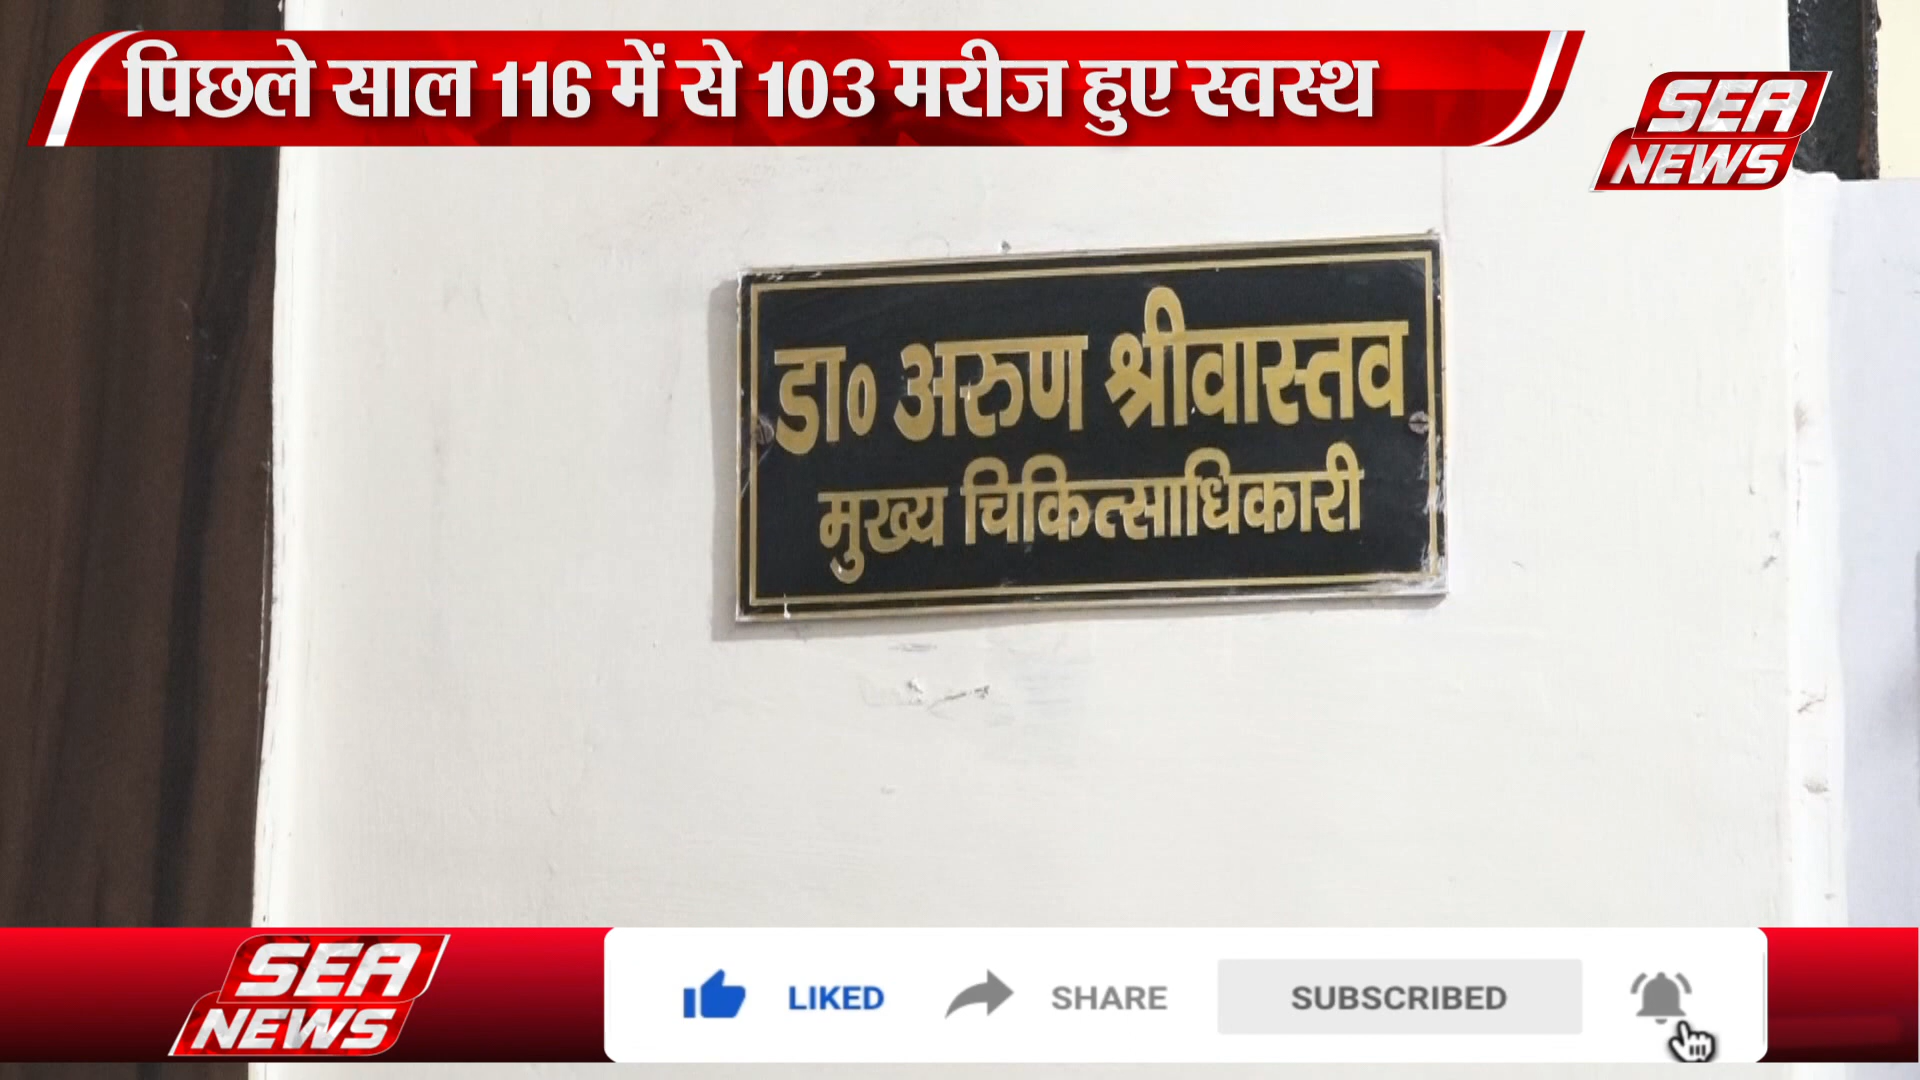 पिछले साल 116 में से 103 मरीज हुए स्वस्थ
SEA
NEWS
डा० अरुण श्रीवास्तव
मुख्य चिकित्साधिकारी
SEA
NEWS
LIKED
SHARE
SUBSCRIBED